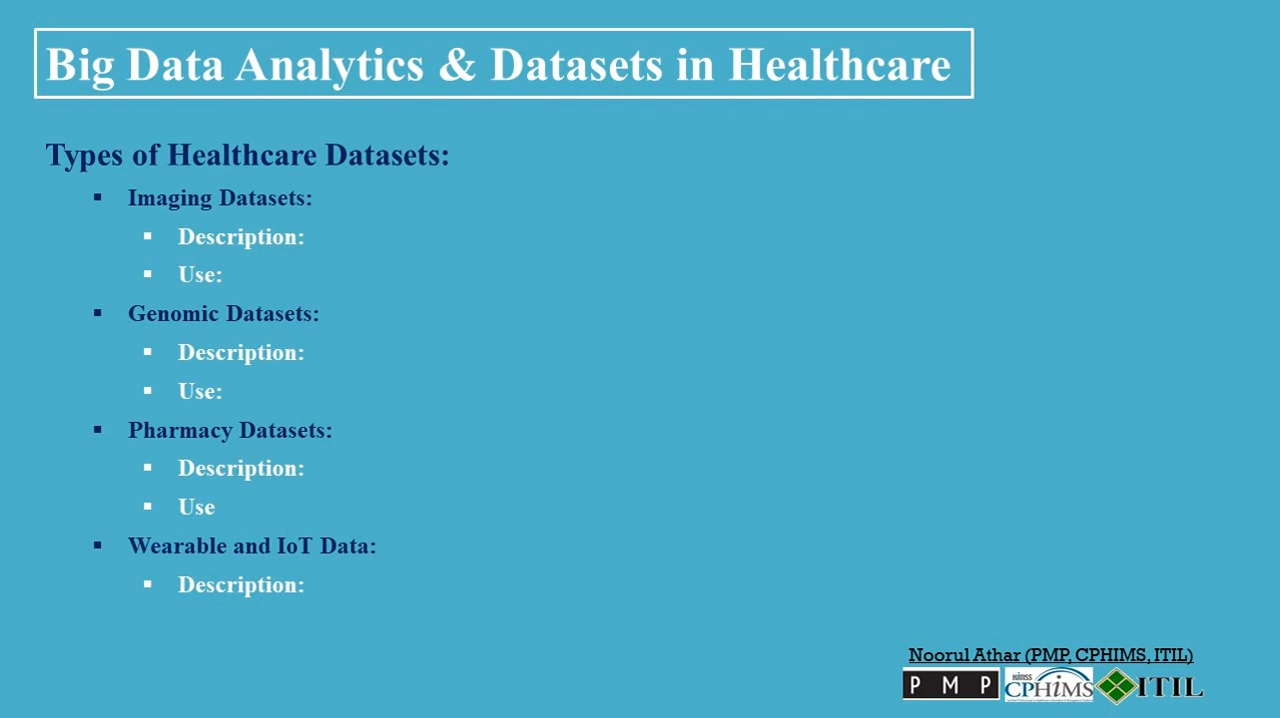 Big Data Analytics & Datasets in Healthcare
Types of Healthcare Datasets:
▪ Imaging Datasets:
▪ Description:
▪ Use:
▪ Genomic Datasets:
▪ Description:
▪ Use:
▪ Pharmacy Datasets:
▪ Description:
▪ Use
▪ Wearable and IoT Data:
▪ Description:
Noorul Athar (PMP, CPHIMS, ITIL)
P M P
HIMSS
CPHIMS
ITIL